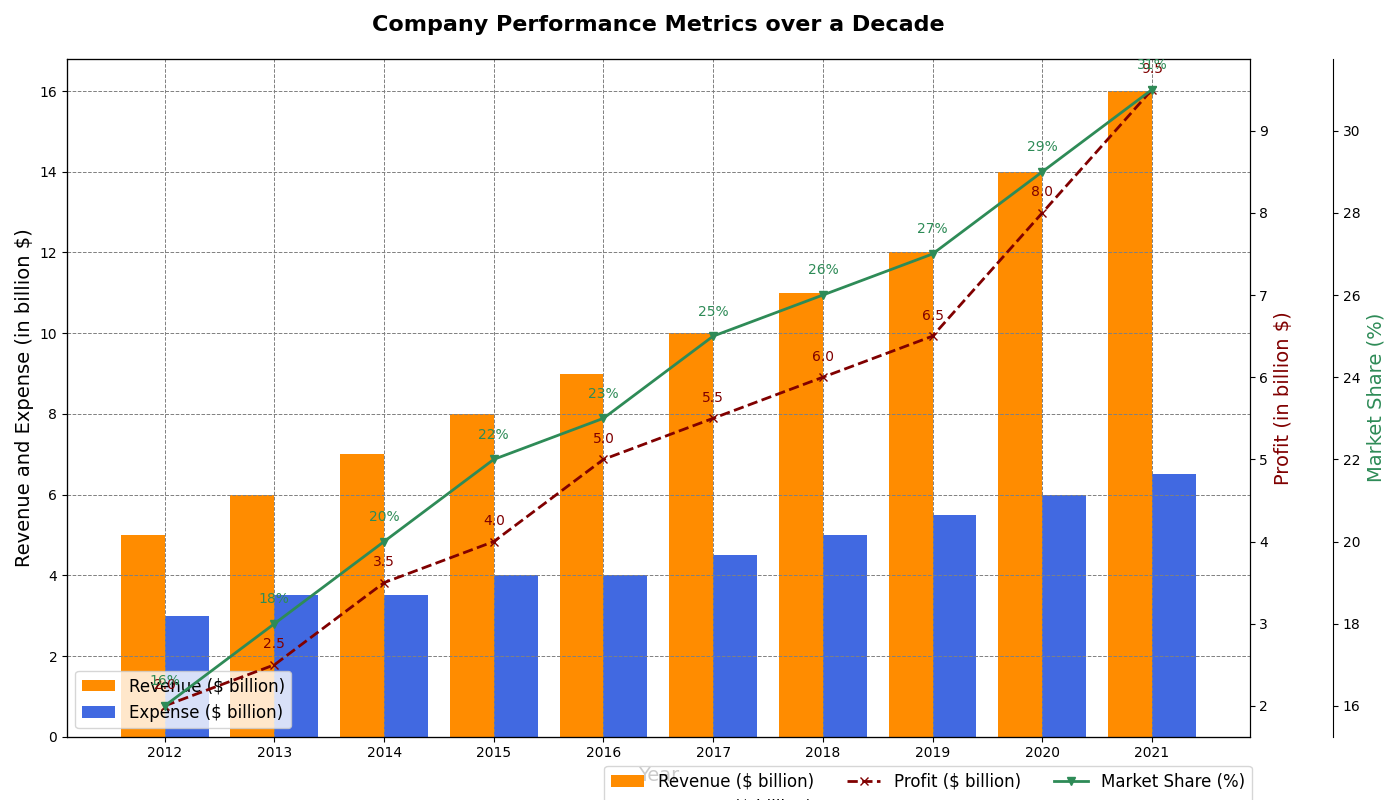 Company Performance Metrics over a Decade
Revenue and Expense (in billion $)
16
14
12
10
8
6
4
2
0
2012 2013 2014 2015 2016 2017 2018 2019 2020 2021
Year
9
8
7
6
5
4
3
2
Profit (in billion $)
30
28
26
24
22
20
18
16
Market Share (%)
16% 18% 20% 22% 23% 25% 26% 27% 29% 31%
2.0 2.5 3.5 4.0 5.0 5.5 6.0 6.5 8.0 9.5
Revenue ($ billion)
Expense ($ billion)
Revenue ($ billion) Profit ($ billion) Market Share (%)